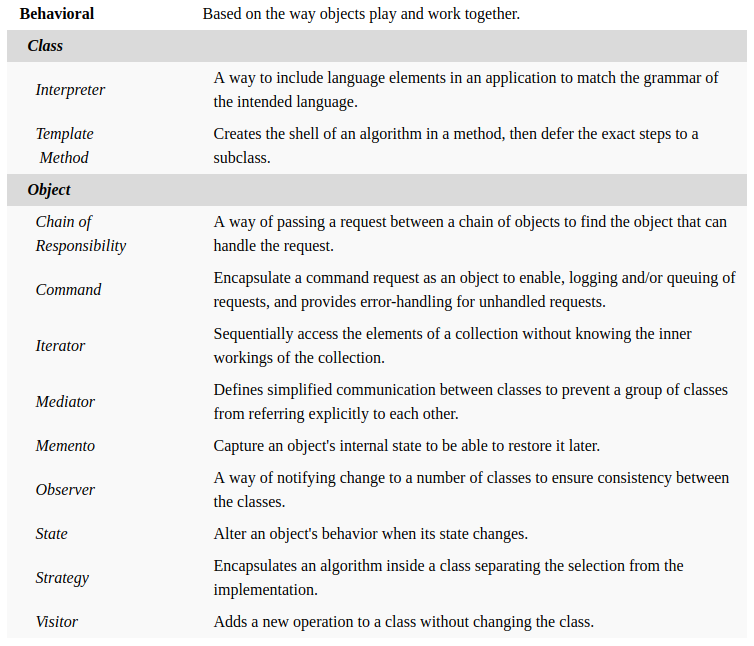 Behavioral Based on the way objects play and work together.
Class
Interpreter A way to include language elements in an application to match the grammar of
the intended language.
Template Creates the shell of an algorithm in a method, then defer the exact steps to a
Method subclass.
Object
Chain of A way of passing a request between a chain of objects to find the object that can
Responsibility handle the request.
Command Encapsulate a command request as an object to enable, logging and/or queuing of
requests, and provides error-handling for unhandled requests.
Iterator Sequentially access the elements of a collection without knowing the inner
workings of the collection.
Mediator Defines simplified communication between classes to prevent a group of classes
from referring explicitly to each other.
Memento Capture an object's internal state to be able to restore it later.
Observer A way of notifying change to a number of classes to ensure consistency between
the classes.
State Alter an object's behavior when its state changes.
Strategy Encapsulates an algorithm inside a class separating the selection from the
implementation.
Visitor Adds a new operation to a class without changing the class.